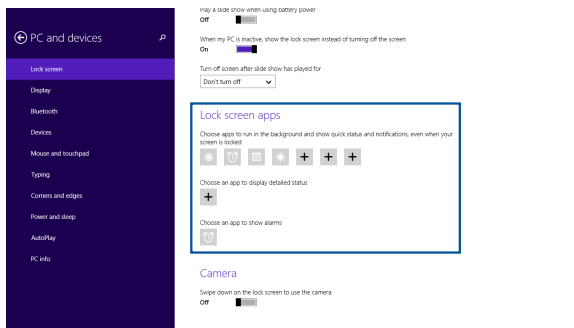 PC and devices
Lock screen
Display
Bluetooth
Devices
Mouse and touchpad
Typing
Corners and edges
Power and sleep
AutoPlay
PC info
Play a slide show when using battery power
Off
When my PC is inactive, show the lock screen instead of turning off the screen
On
Turn off screen after slide show has played for
Don't turn off
Lock screen apps
Choose apps to run in the background and show quick status and notifications, even when your
screen is locked
Choose an app to display detailed status
Choose an app to show alarms
Camera
Swipe down on the lock screen to use the camera
Off